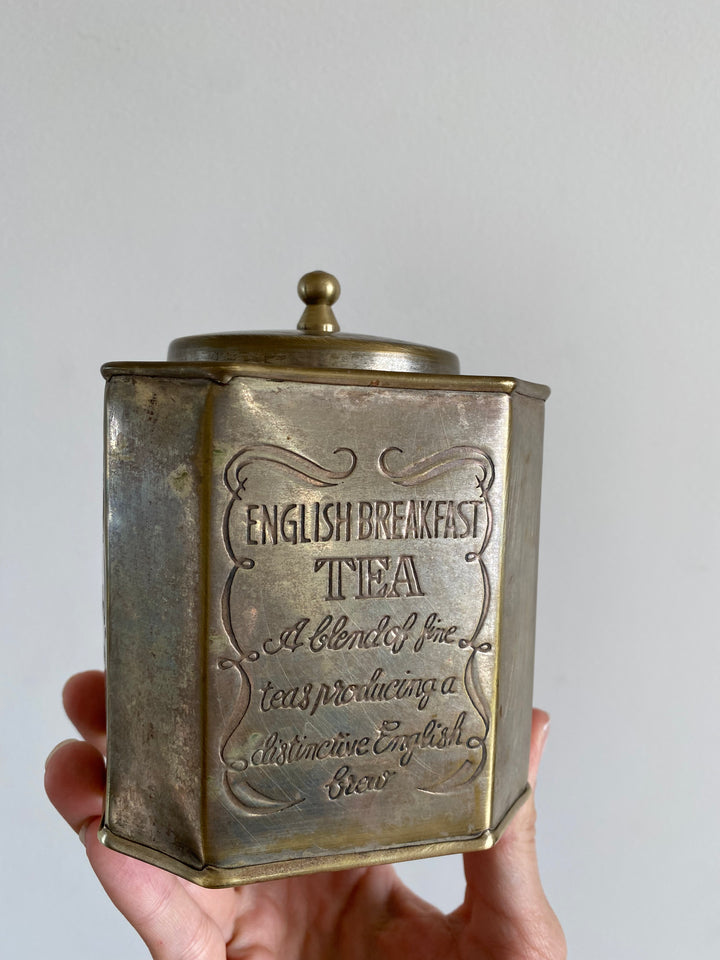 ENGLISH BREAKFAST
TEA
A blend of fine
teas producing a
distinctive English
brew